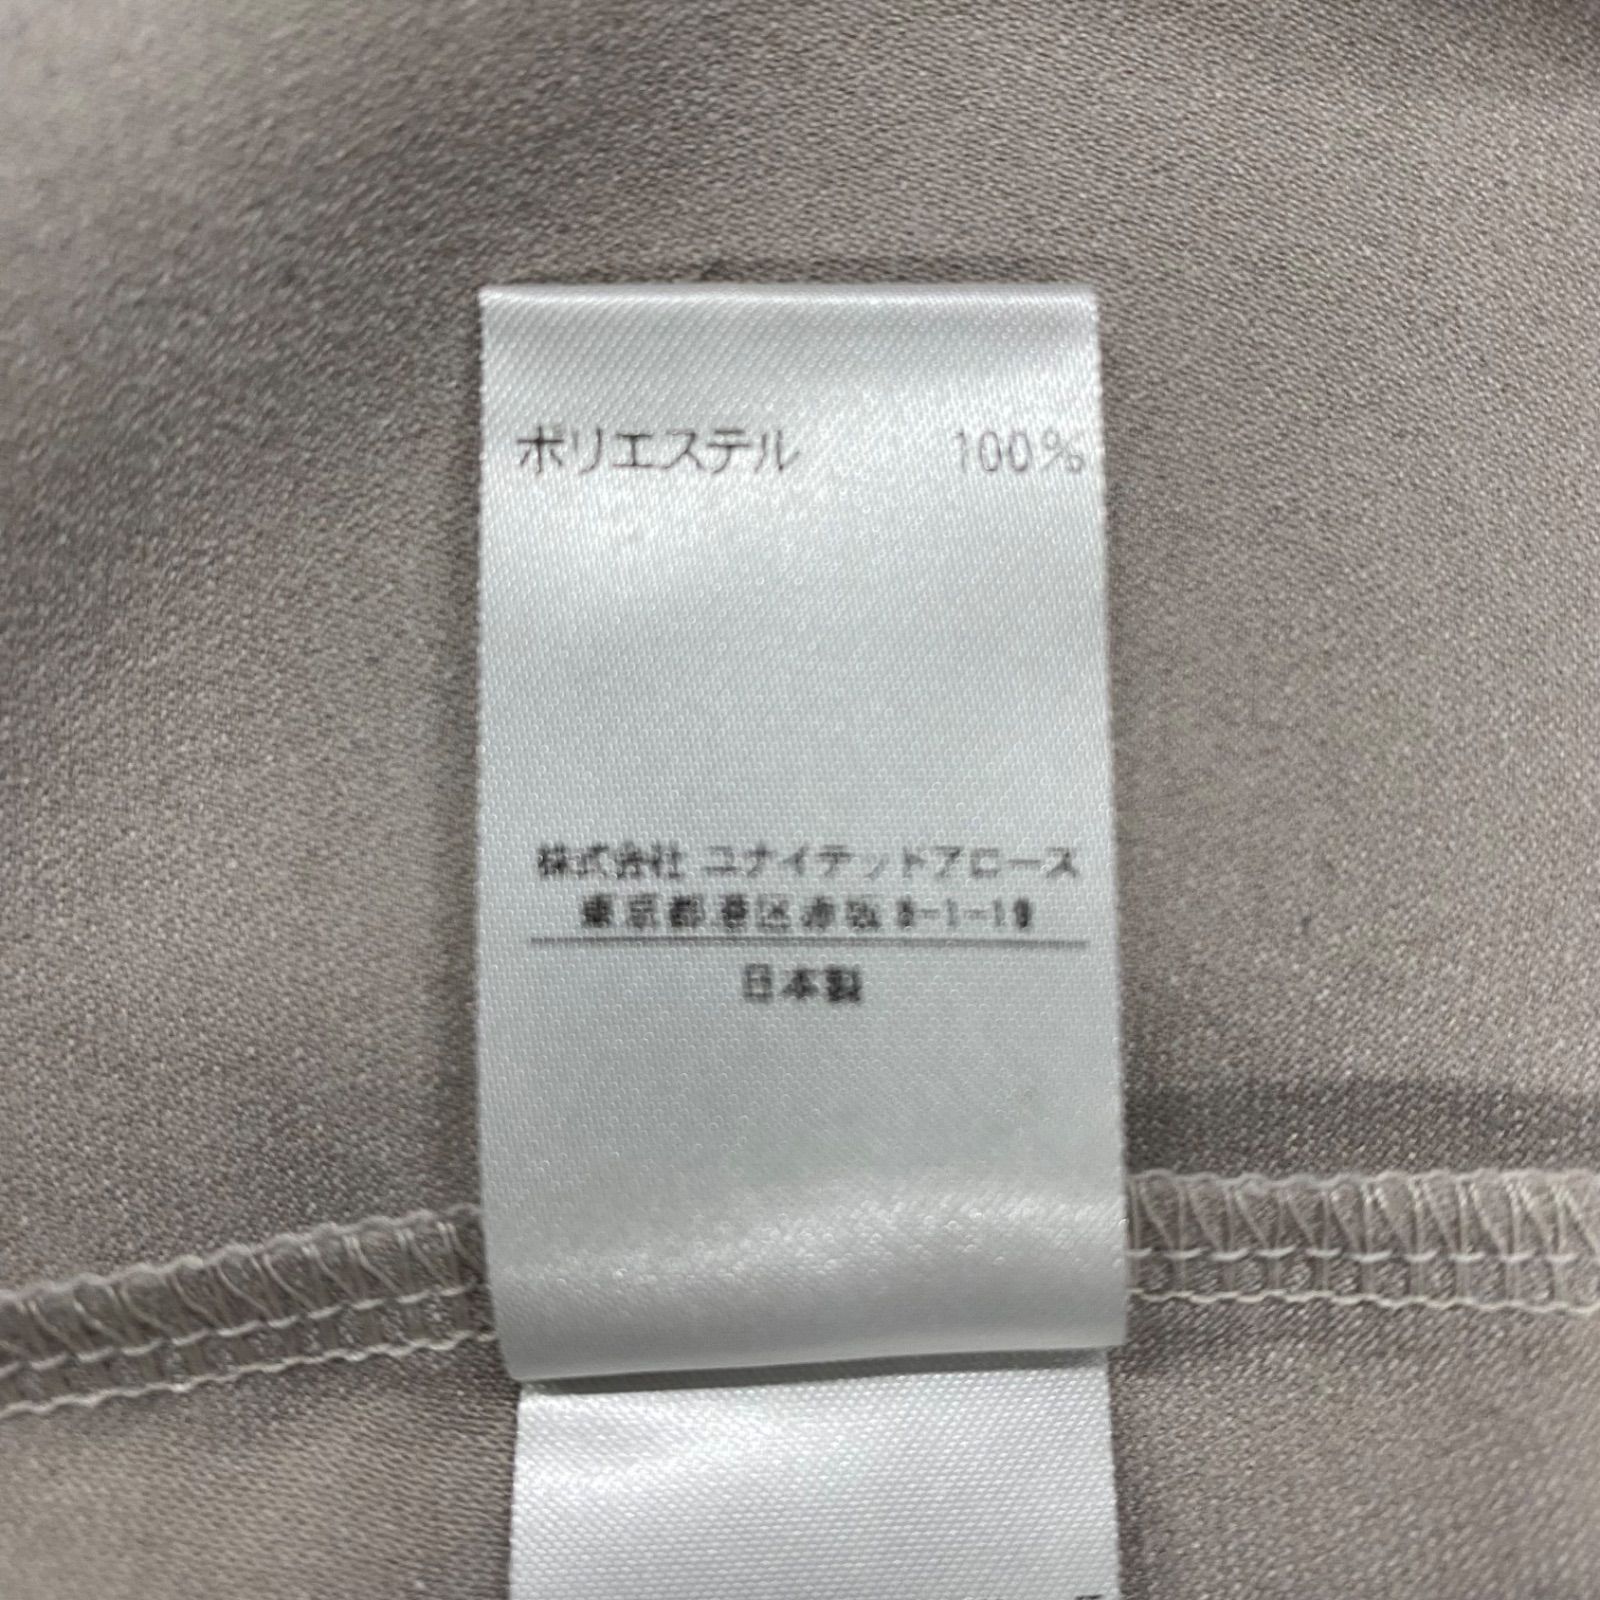 ポリエステル 100%
株式会社 ユナイテッドアローズ
東京都港区赤坂8-1-19
日本製